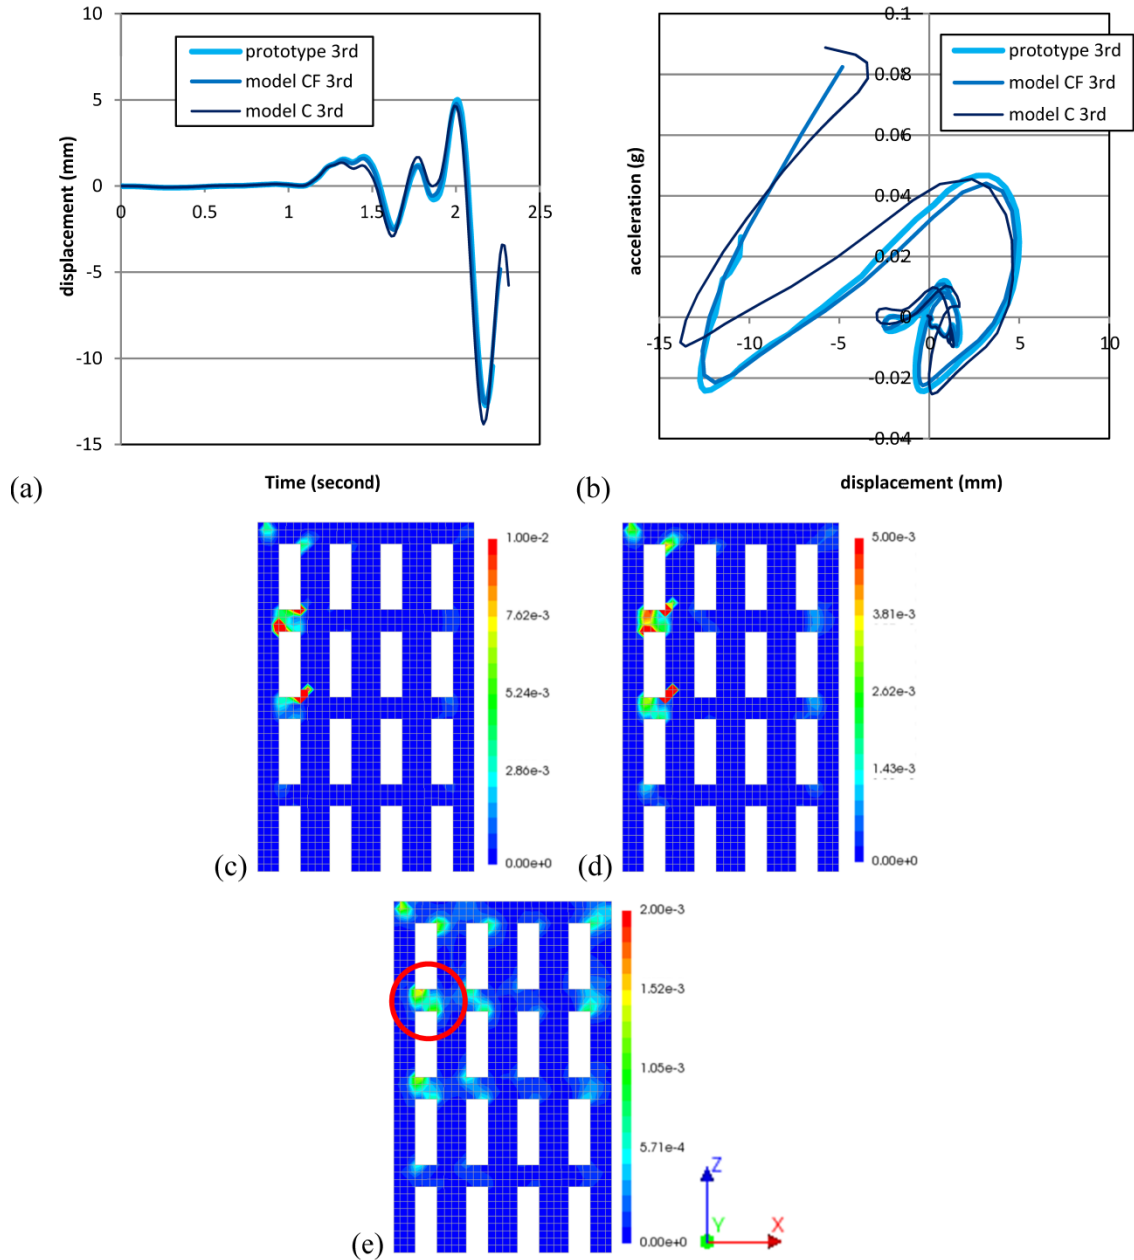 10
5
0
-5
-10
-15
0
0.5
1
1.5
2
2.5
prototype 3rd
model CF 3rd
model C 3rd
displacement (mm)
Time (second)
(a)
0.1
0.08
0.06
0.04
0.02
0
-0.02
-0.04
-15
-10
-5
0
5
10
prototype 3rd
model CF 3rd
model C 3rd
acceleration (g)
displacement (mm)
(b)
1.00e-2
7.62e-3
5.24e-3
2.86e-3
0.00e+0
(c)
5.00e-3
3.81e-3
2.62e-3
1.43e-3
0.00e+0
(d)
2.00e-3
1.52e-3
1.05e-3
5.71e-4
0.00e+0
(e)
Z
Y
X